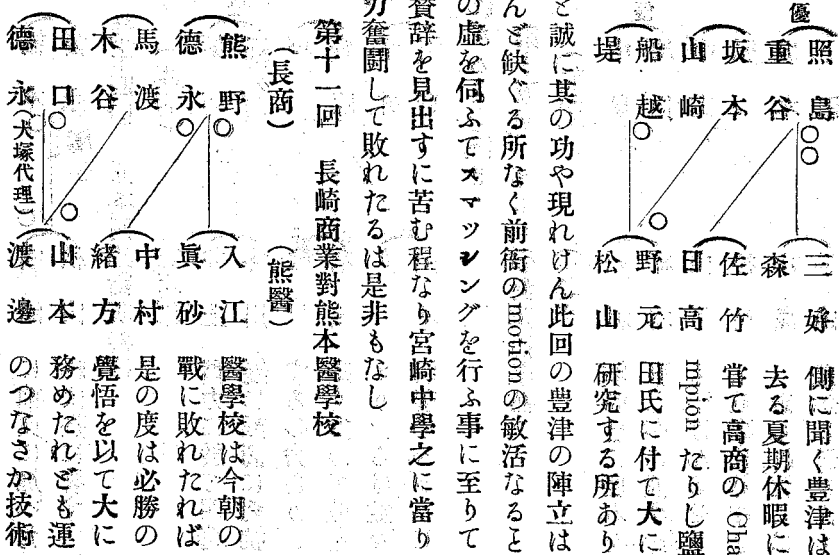 優
照島 三好 側に聞く豊津は
重谷 森 去る夏期休暇に
坂本 佐竹 甞て高商の Cha
山崎 日高 mpion たりし鹽
船越 野元 田氏に付て大に
堤 松山 研究する所あり
と誠に其の功や現れけん此回の豊津の陣立は
んど缺ぐる所なく前衞のmotionの敏活なると
の虚を伺ふてスマッシングを行ふ事に至りて
賛辞を見出すに苦む程なり宮崎中學之に當り
力奮闘して敗れたるは是非もなし
第十一回 長崎商業對熊本醫學校
(長商) (熊醫)
熊野 入江 醫學校は今朝の
德永 眞砂 戰に敗れたれば
馬渡 中村 是の度は必勝の
木谷 緒方 覺悟を以て大に
田口 山本 務めたれども運
德永(犬塚代理) 渡邊 のつなさか技術